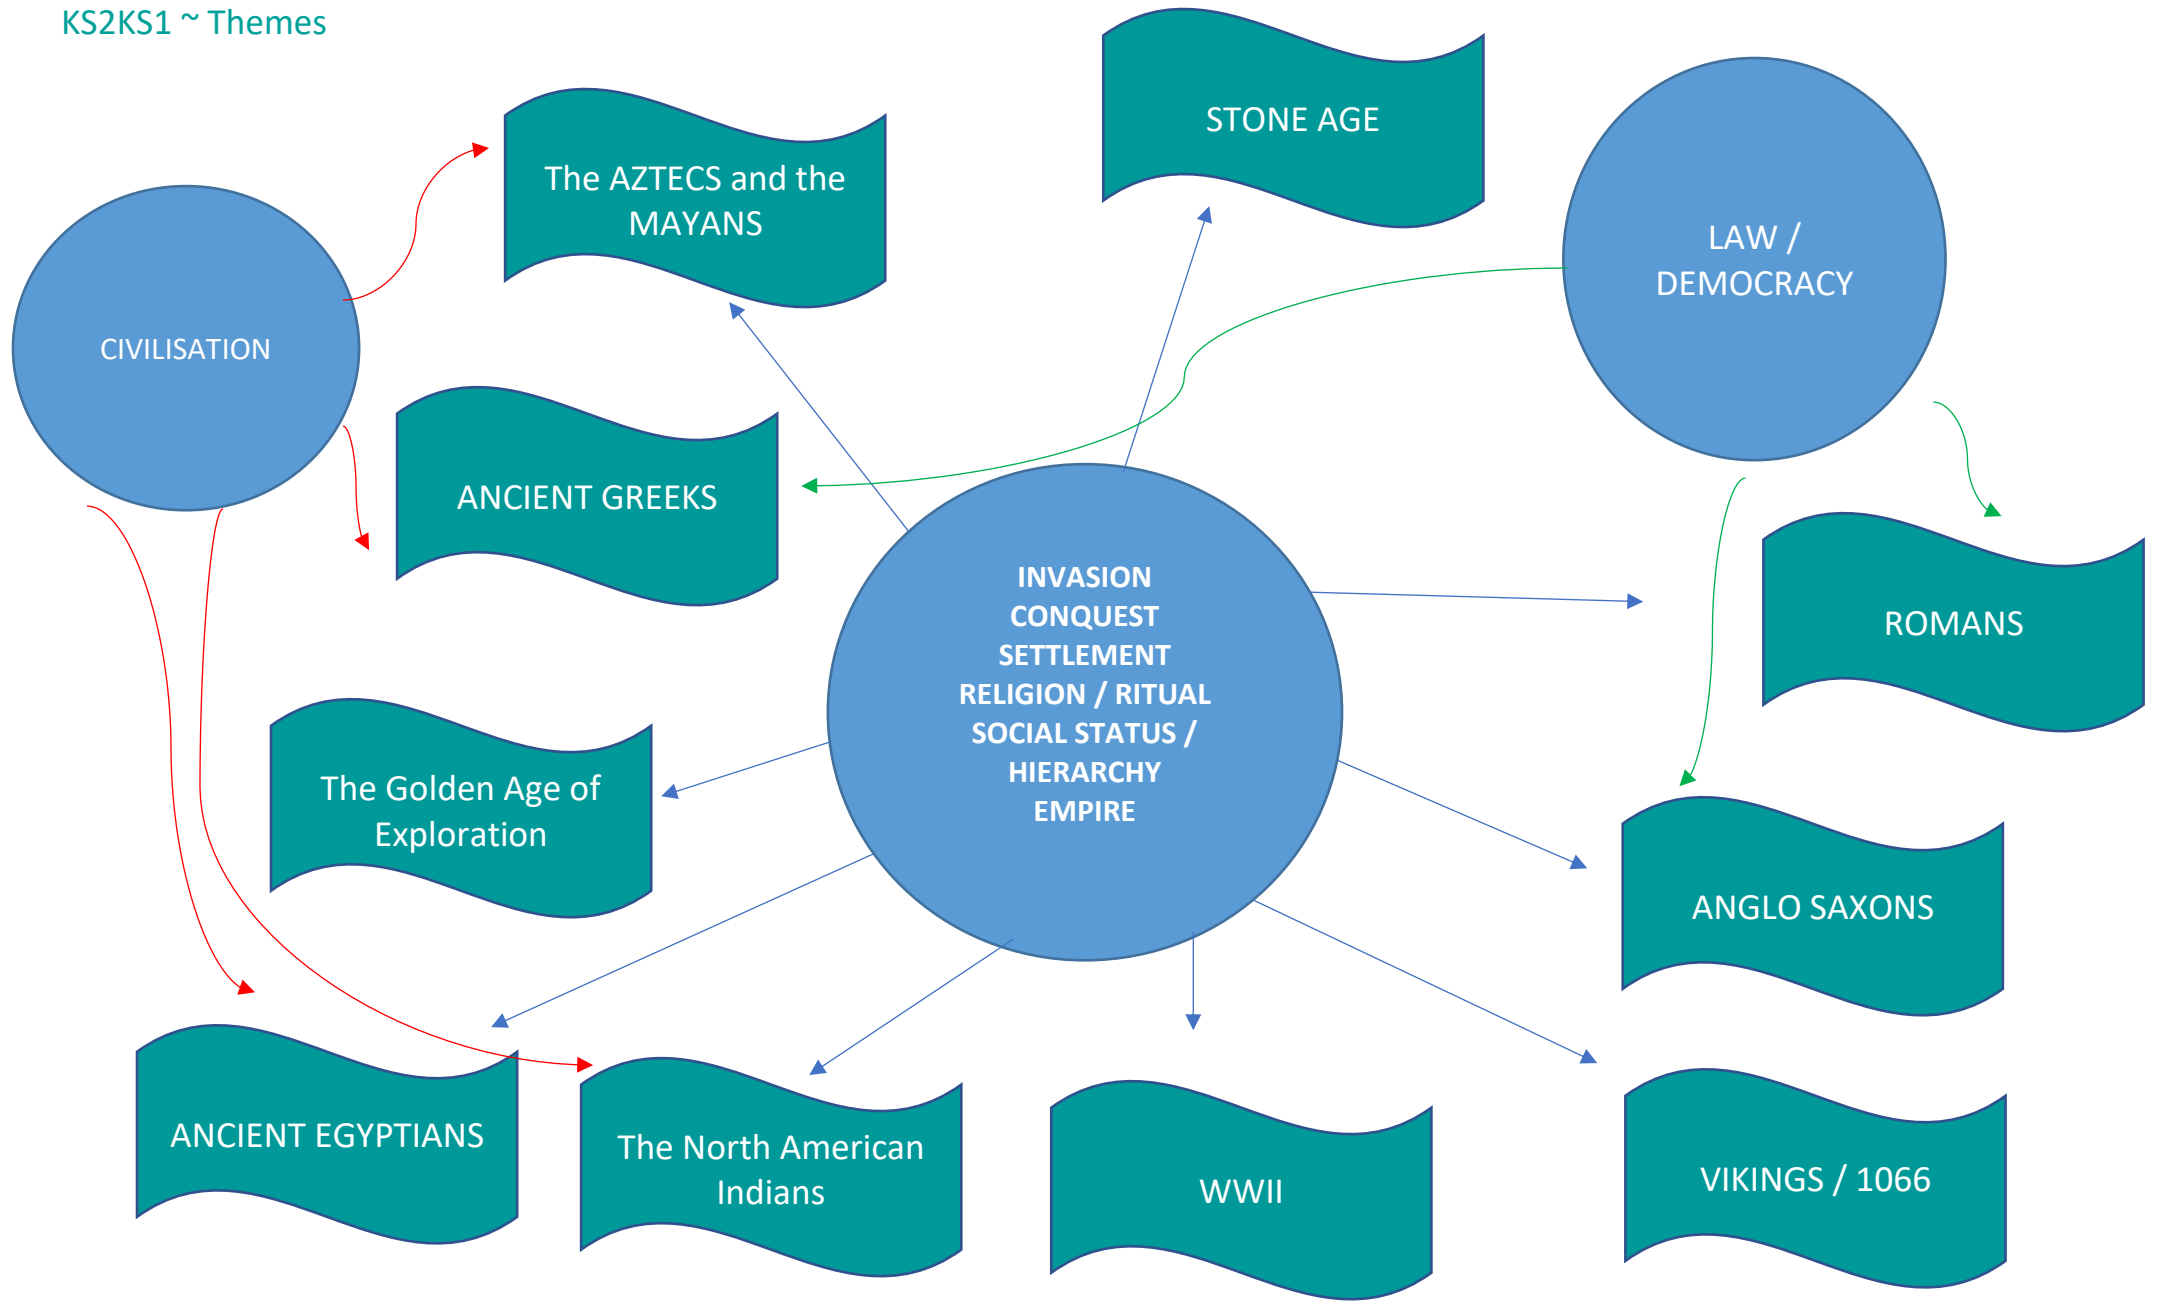 KS2KS1 ~ Themes
STONE AGE
The AZTECS and the
MAYANS
LAW /
DEMOCRACY
CIVILISATION
ANCIENT GREEKS
INVASION
CONQUEST
SETTLEMENT
RELIGION / RITUAL
SOCIAL STATUS /
HIERARCHY
EMPIRE
ROMANS
The Golden Age of
Exploration
ANGLO SAXONS
ANCIENT EGYPTIANS
The North American
Indians
WWII
VIKINGS / 1066